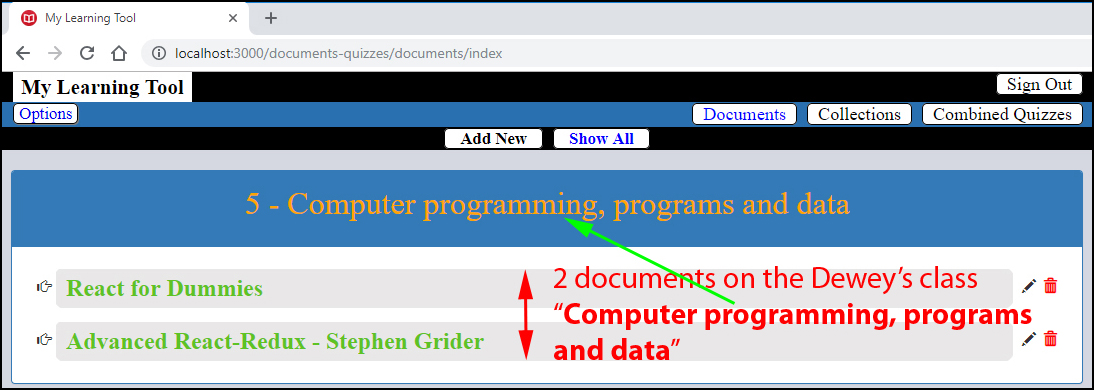 My Learning Tool
localhost:3000/documents-quizzes/documents/index
My Learning Tool
Sign Out
Options
Documents
Collections
Combined Quizzes
Add New
Show All
5 - Computer programming, programs and data
React for Dummies
Advanced React-Redux - Stephen Grider
2 documents on the Dewey’s class
“Computer programming, programs
and data”